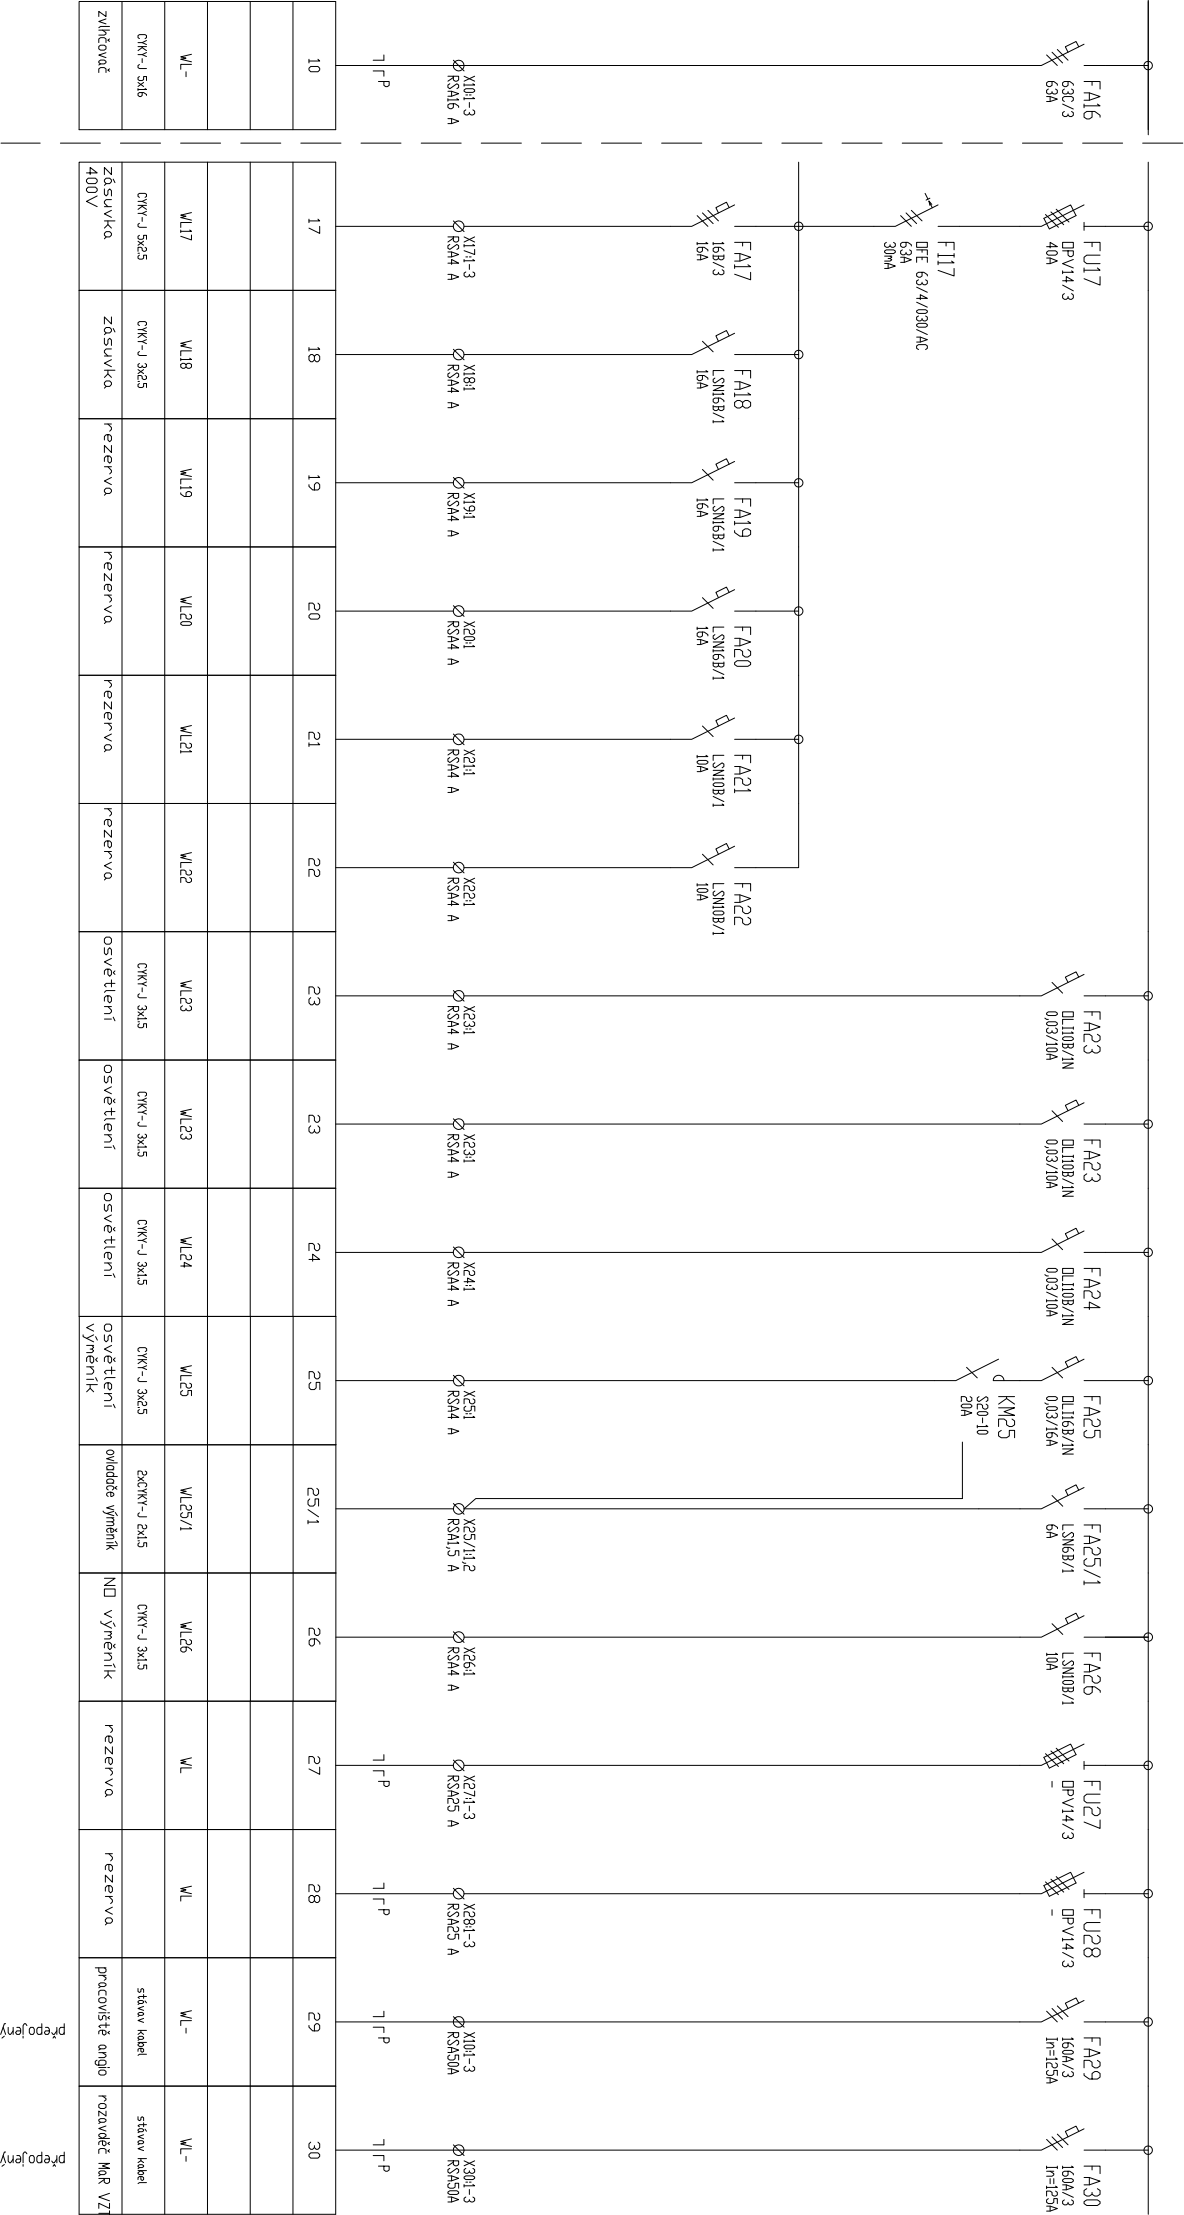 FA16
63C/3
63A
X10:1-3
RSA16 A
P
10
WL-
CYKY-J 5x16
zvlhčovač
FU17
OPV14/3
40A
FI17
OFE 63/4/030/AC
63A
30mA
FA17
16B/3
16A
X17:1-3
RSA4 A
17
WL17
CYKY-J 5x2,5
zásuvka
400V
FA18
LSN16B/1
16A
X18:1
RSA4 A
18
WL18
CYKY-J 3x2,5
zásuvka
FA19
LSN16B/1
16A
X19:1
RSA4 A
19
WL19
rezerva
FA20
LSN16B/1
16A
X20:1
RSA4 A
20
WL20
rezerva
FA21
LSN10B/1
10A
X21:1
RSA4 A
21
WL21
rezerva
FA22
LSN10B/1
10A
X22:1
RSA4 A
22
WL22
rezerva
FA23
OLI10B/1N
0,03/10A
X23:1
RSA4 A
23
WL23
CYKY-J 3x1,5
osvětlení
FA23
OLI10B/1N
0,03/10A
X23:1
RSA4 A
23
WL23
CYKY-J 3x1,5
osvětlení
FA24
OLI10B/1N
0,03/10A
X24:1
RSA4 A
24
WL24
CYKY-J 3x1,5
osvětlení
FA25
OLI16B/1N
0,03/16A
KM25
S20-10
20A
X25:1
RSA4 A
25
WL25
CYKY-J 3x2,5
osvětlení
výměník
FA25/1
LSN6B/1
6A
X25/1:1,2
RSA1,5 A
25/1
WL25/1
2xCYKY-J 2x1,5
ovladače výměník
FA26
LSN10B/1
10A
X26:1
RSA4 A
26
WL26
CYKY-J 3x1,5
NO výměník
FU27
OPV14/3
-
X27:1-3
RSA25 A
P
27
WL
rezerva
FU28
OPV14/3
-
X28:1-3
RSA25 A
P
28
WL
rezerva
FA29
160A/3
In=125A
X10:1-3
RSA50A
P
29
WL-
stávav kabel
pracoviště angio
přepojený
FA30
160A/3
In=125A
X30:1-3
RSA50A
P
30
WL-
stávav kabel
rozavděč MaR VZT
přepojený